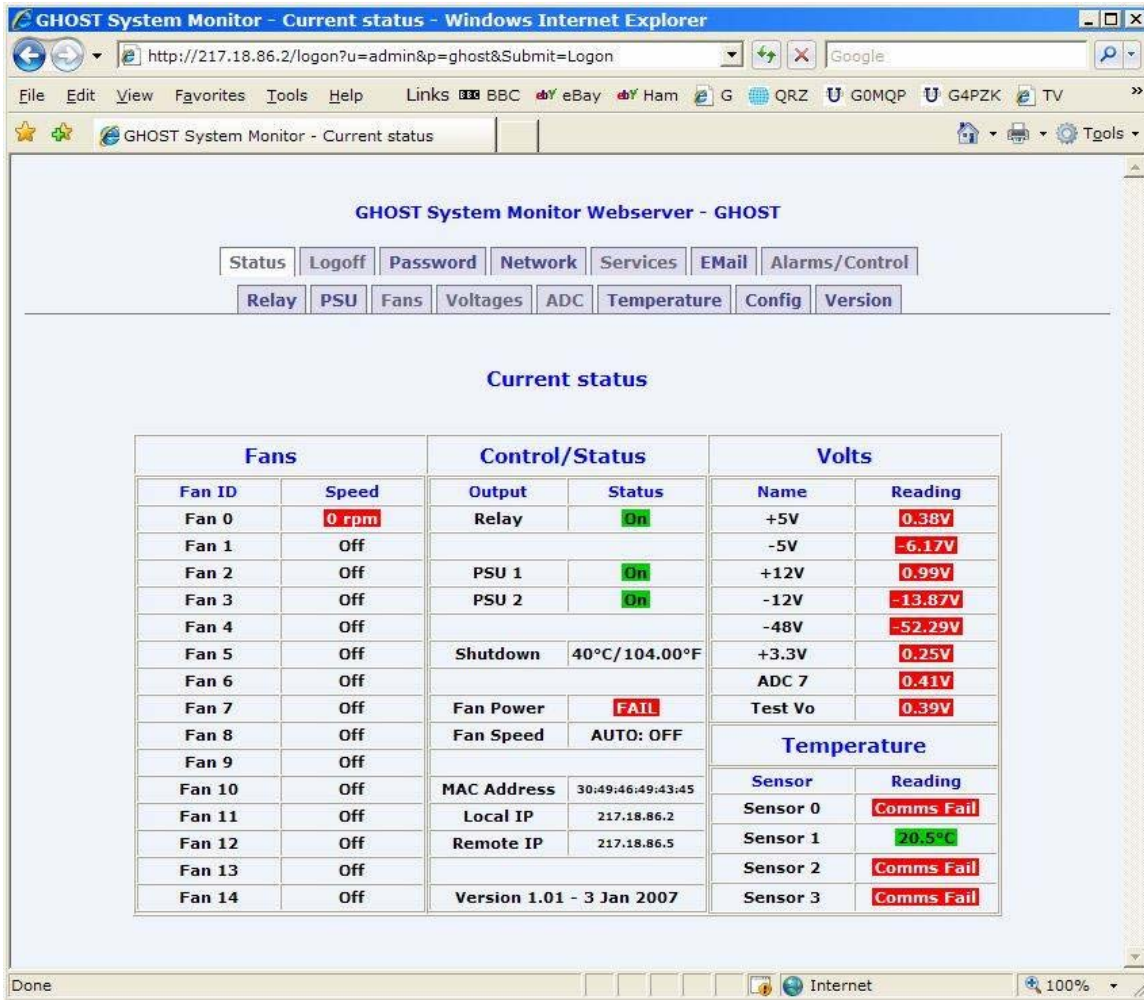 GHOST System Monitor - Current status - Windows Internet Explorer
http://217.18.86.2/logon?u=admin&p=ghost&Submit=Logon
Google
File Edit View Favorites Tools Help Links BBC eBay Ham G QRZ G0MQP G4PZK TV »
GHOST System Monitor - Current status
Tools
GHOST System Monitor Webserver - GHOST
Status Logoff Password Network Services EMail Alarms/Control
Relay PSU Fans Voltages ADC Temperature Config Version
Current status
Fans Control/Status Volts
Fan ID Speed Output Status Name Reading
Fan 0 0 rpm Relay On +5V 0.38V
Fan 1 Off -5V -6.17V
Fan 2 Off PSU 1 On +12V 0.99V
Fan 3 Off PSU 2 On -12V -13.87V
Fan 4 Off -48V -52.29V
Fan 5 Off Shutdown 40°C/104.00°F +3.3V 0.25V
Fan 6 Off ADC 7 0.41V
Fan 7 Off Fan Power FAIL Test Vo 0.39V
Fan 8 Off Fan Speed AUTO: OFF
Temperature
Fan 9 Off
Sensor Reading
Fan 10 Off MAC Address 30:49:46:49:43:45
Sensor 0 Comms Fail
Fan 11 Off Local IP 217.18.86.2
Fan 12 Off Remote IP 217.18.86.5 Sensor 1 20.5°C
Fan 13 Off Sensor 2 Comms Fail
Fan 14 Off Version 1.01 - 3 Jan 2007 Sensor 3 Comms Fail
Done Internet 100%